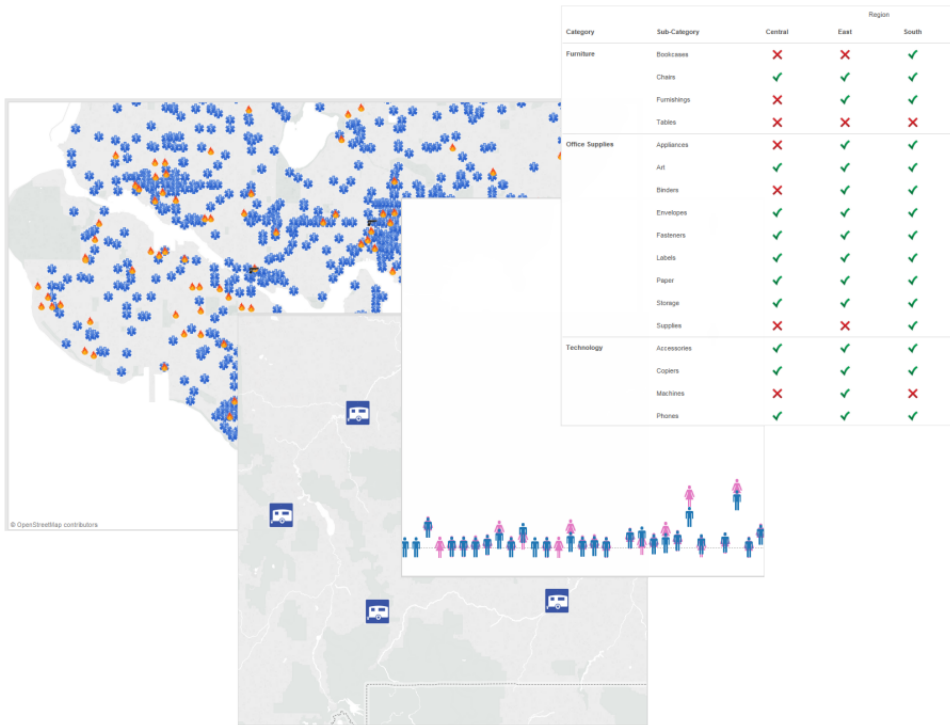 Region
Category Sub-Category Central East South
Furniture Bookcases
Chairs
Furnishings
Tables
Office Supplies Appliances
Art
Binders
Envelopes
Fasteners
Labels
Paper
Storage
Supplies
Technology Accessories
Copiers
Machines
Phones
© OpenStreetMap contributors